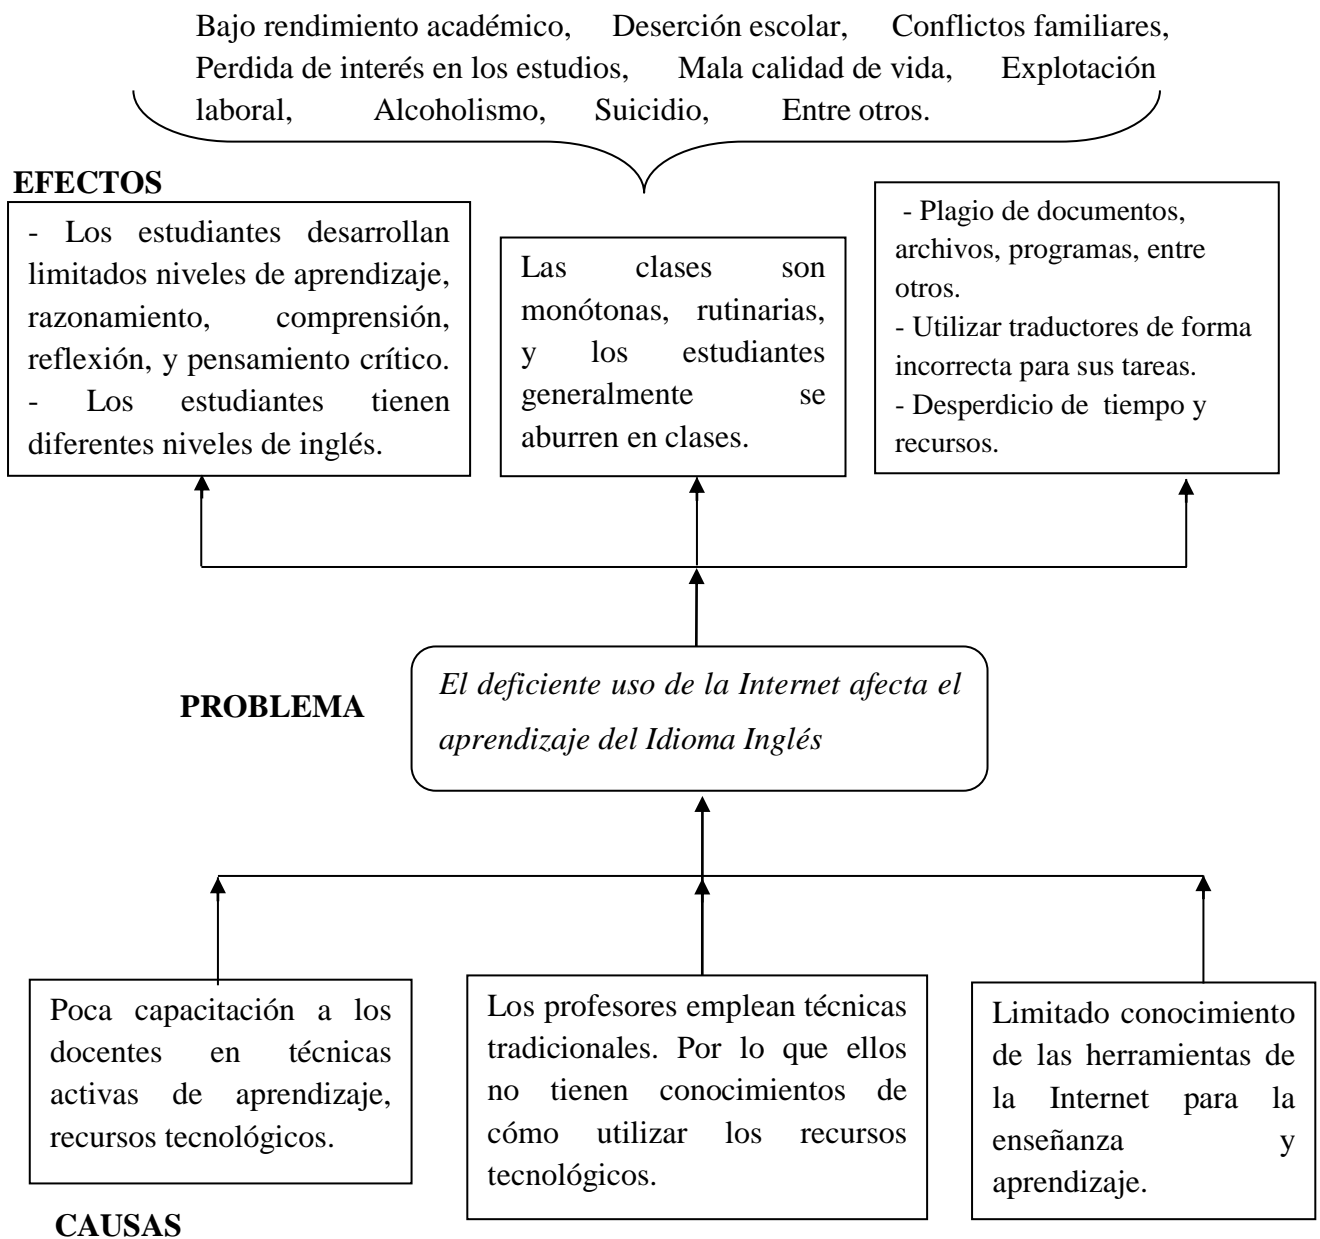 Bajo rendimiento académico, Deserción escolar, Conflictos familiares,
Perdida de interés en los estudios, Mala calidad de vida, Explotación
laboral, Alcoholismo, Suicidio, Entre otros.
EFECTOS
- Los estudiantes desarrollan
limitados niveles de aprendizaje,
razonamiento, comprensión,
reflexión, y pensamiento crítico.
- Los estudiantes tienen
diferentes niveles de inglés.
Las clases son
monótonas, rutinarias,
y los estudiantes
generalmente se
aburren en clases.
- Plagio de documentos,
archivos, programas, entre
otros.
- Utilizar traductores de forma
incorrecta para sus tareas.
- Desperdicio de tiempo y
recursos.
PROBLEMA
El deficiente uso de la Internet afecta el
aprendizaje del Idioma Inglés
Poca capacitación a los
docentes en técnicas
activas de aprendizaje,
recursos tecnológicos.
Los profesores emplean técnicas
tradicionales. Por lo que ellos
no tienen conocimientos de
cómo utilizar los recursos
tecnológicos.
Limitado conocimiento
de las herramientas de
la Internet para la
enseñanza y
aprendizaje.
CAUSAS